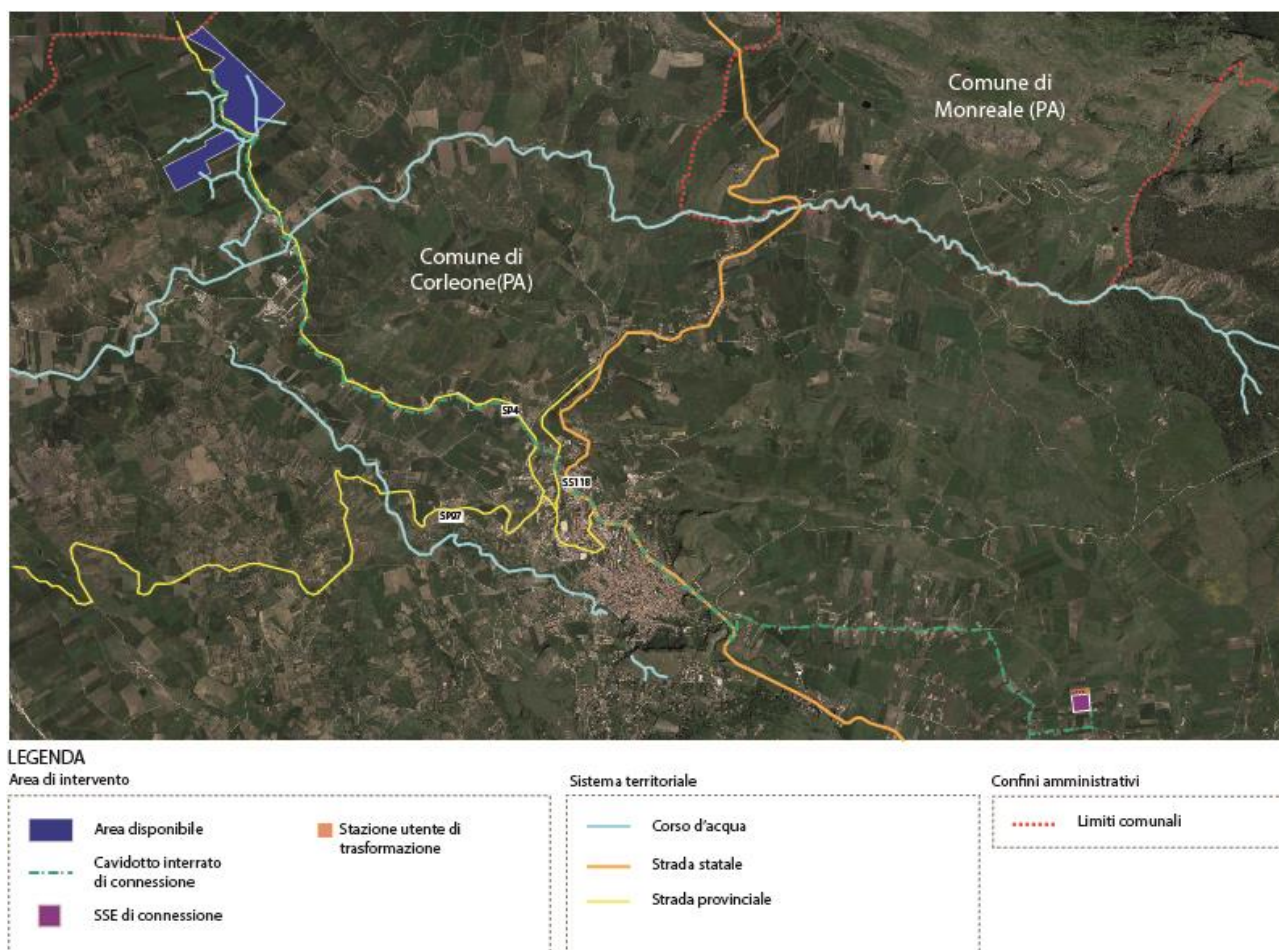 Comune di
Monreale (PA)
Comune di
Corleone(PA)
SP4
SS118
SP97
LEGENDA
Area di intervento
Area disponibile
Cavidotto interrato
di connessione
SSE di connessione
Stazione utente di
trasformazione
Sistema territoriale
Corso d'acqua
Strada statale
Strada provinciale
Confini amministrativi
Limiti comunali